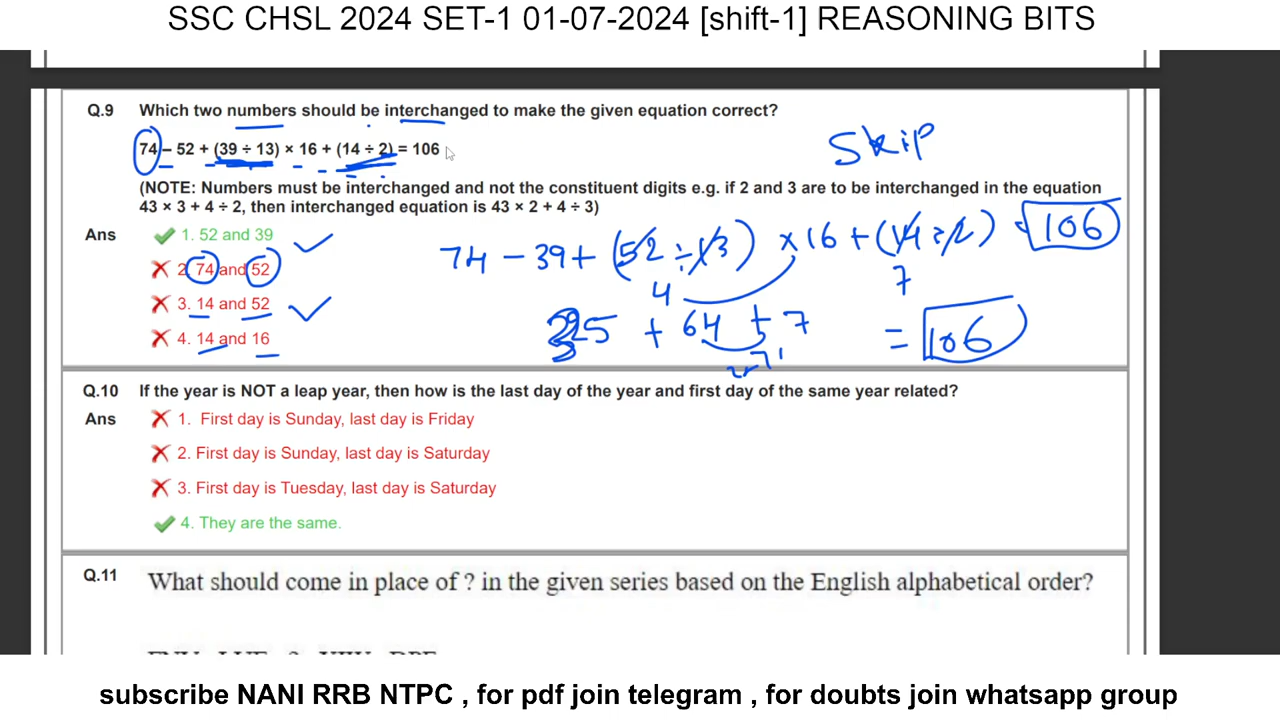 SSC CHSL 2024 SET-1 01-07-2024 [shift-1] REASONING BITS
Q.9 Which two numbers should be interchanged to make the given equation correct?
74 – 52 + (39 ÷ 13) × 16 + (14 ÷ 2) = 106
Skip
(NOTE: Numbers must be interchanged and not the constituent digits e.g. if 2 and 3 are to be interchanged in the equation
43 × 3 + 4 ÷ 2, then interchanged equation is 43 × 2 + 4 ÷ 3)
Ans 1. 52 and 39
2. 74 and 52
3. 14 and 52
4. 14 and 16
74 - 39 + (52 ÷ 13) × 16 + (14 ÷ 2) = 106
4 7
+ 64 + 7 = 106
71
Q.10 If the year is NOT a leap year, then how is the last day of the year and first day of the same year related?
Ans 1. First day is Sunday, last day is Friday
2. First day is Sunday, last day is Saturday
3. First day is Tuesday, last day is Saturday
4. They are the same.
Q.11 What should come in place of ? in the given series based on the English alphabetical order?
subscribe NANI RRB NTPC , for pdf join telegram , for doubts join whatsapp group